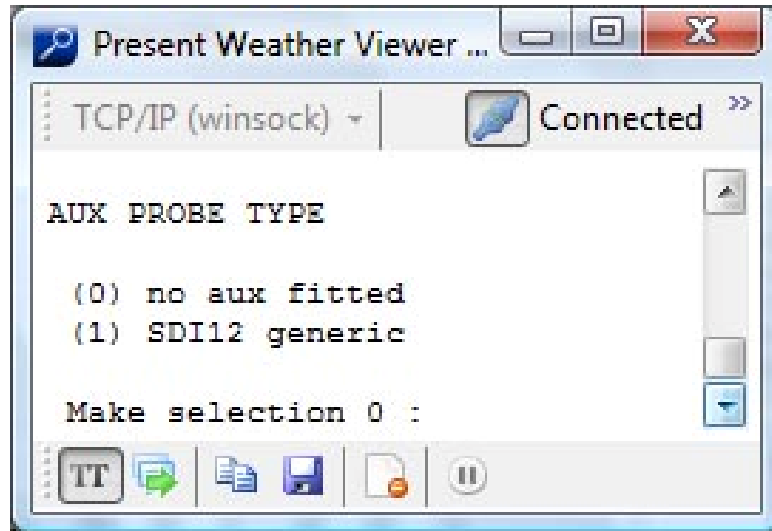 Present Weather Viewer ...
TCP/IP (winsock)
Connected
AUX PROBE TYPE
(0) no aux fitted
(1) SDI12 generic
Make selection 0 :
TT